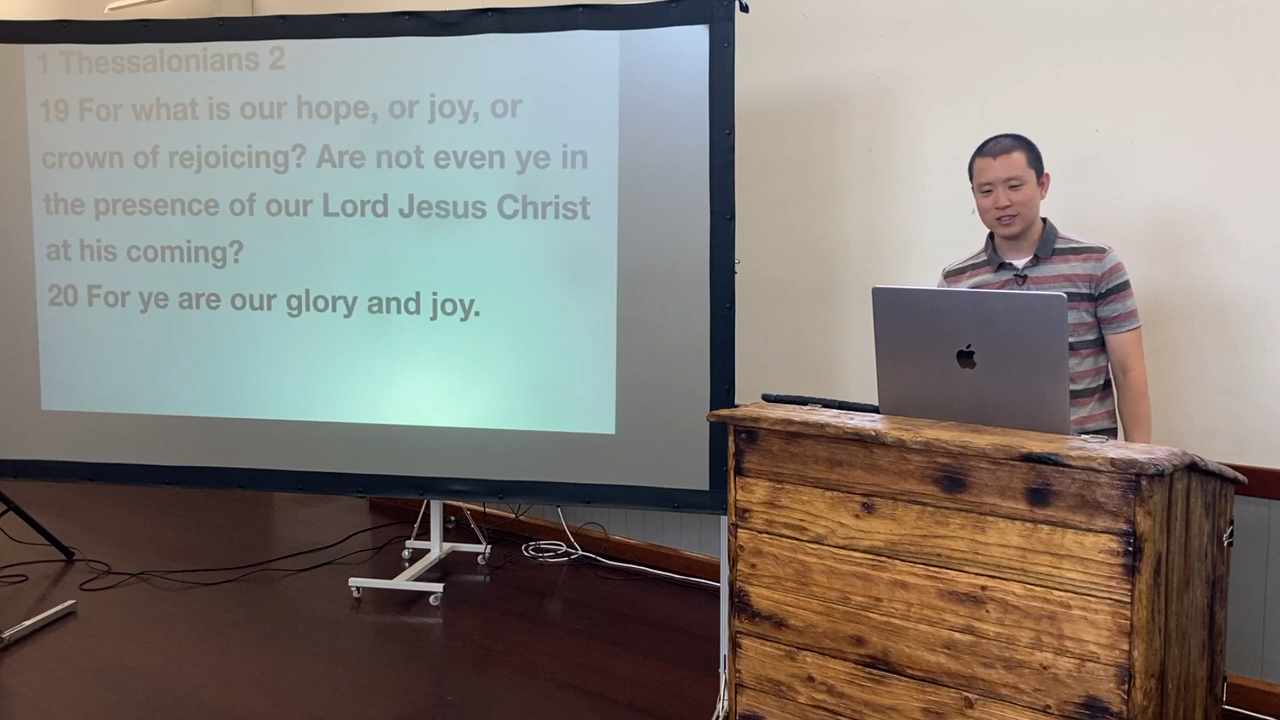 1 Thessalonians 2
19 For what is our hope, or joy, or
crown of rejoicing? Are not even ye in
the presence of our Lord Jesus Christ
at his coming?
20 For ye are our glory and joy.